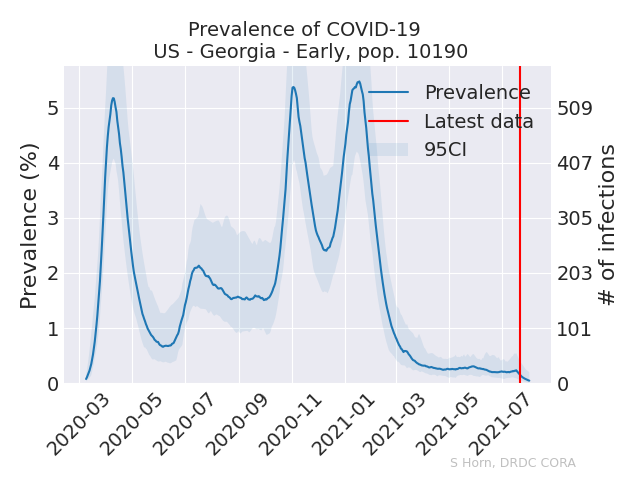 Prevalence of COVID-19
US - Georgia - Early, pop. 10190
Prevalence (%)
5
4
3
2
1
0
509
407
305
203
101
0
# of infections
Prevalence
Latest data
95CI
2020-03
2020-05
2020-07
2020-09
2020-11
2021-01
2021-03
2021-05
2021-07
S Horn, DRDC CORA